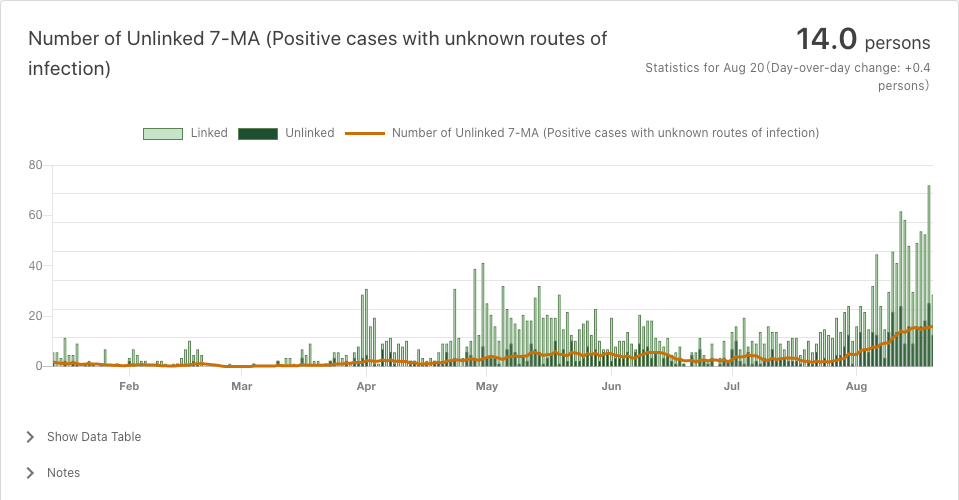 Number of Unlinked 7-MA (Positive cases with unknown routes of
infection)
14.0 persons
Statistics for Aug 20 (Day-over-day change: +0.4
persons)
Linked
Unlinked
Number of Unlinked 7-MA (Positive cases with unknown routes of infection)
80
60
40
20
0
Feb
Mar
Apr
May
Jun
Jul
Aug
Show Data Table
Notes